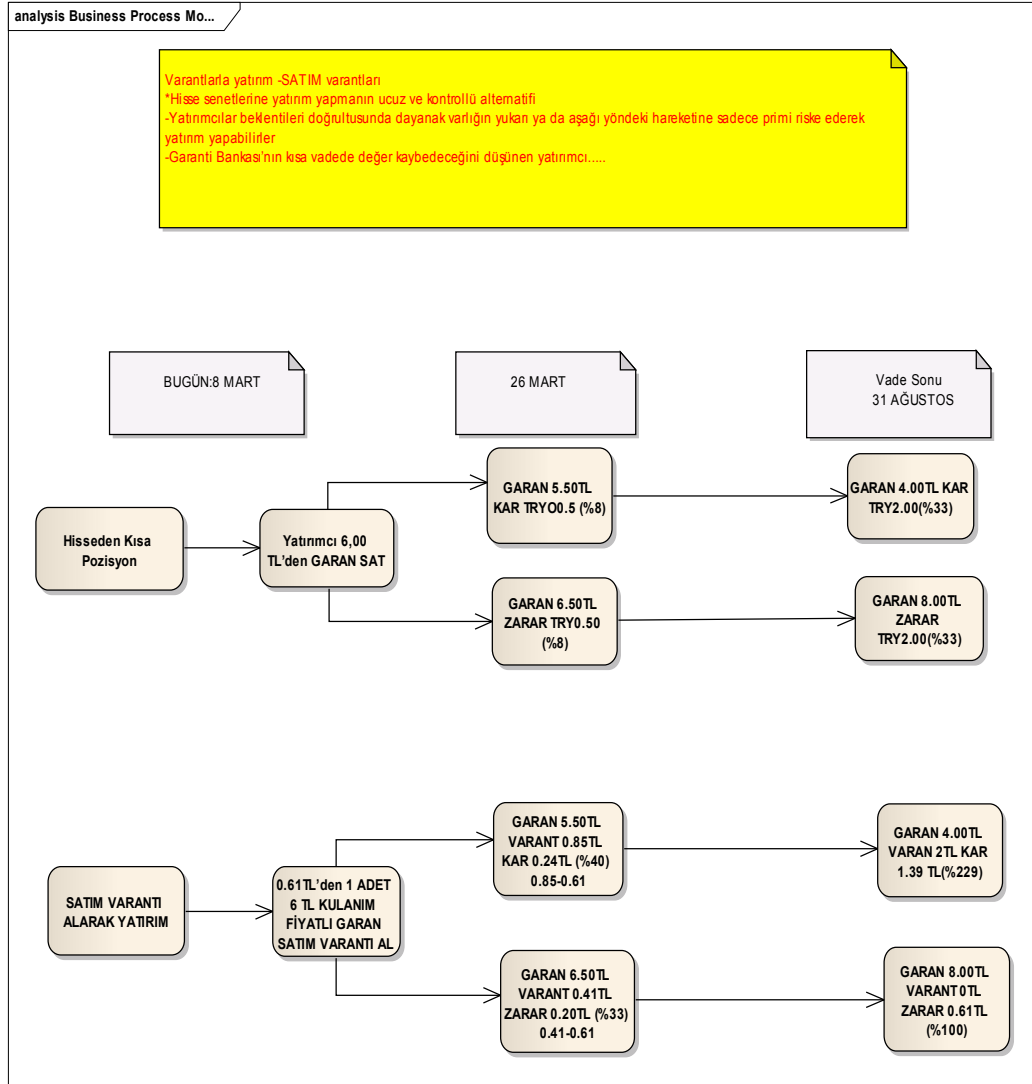 analysis Business Process Mo...
Varantlarla yatırım -SATIM varantları
*Hisse senetlerine yatırım yapmanın ucuz ve kontrollü alternatifi
-Yatırımcılar beklentileri doğrultusunda dayanak varlığın yukarı ya da aşağı yöndeki hareketine sadece primi riske ederek
yatırım yapabilirler
-Garanti Bankası'nın kısa vadede değer kaybedeceğini düşünen yatırımcı.....
BUGÜN:8 MART
26 MART
Vade Sonu
31 AĞUSTOS
Hisseden Kısa
Pozisyon
Yatırımcı 6,00
TL'den GARAN SAT
GARAN 5.50TL
KAR TRYO0.5 (%8)
GARAN 4.00TL KAR
TRY2.00(%33)
GARAN 6.50TL
ZARAR TRY0.50
(%8)
GARAN 8.00TL
ZARAR
TRY2.00(%33)
SATIM VARANTI
ALARAK YATIRIM
0.61TL'den 1 ADET
6 TL KULANIM
FİYATLI GARAN
SATIM VARANTI AL
GARAN 5.50TL
VARANT 0.85TL
KAR 0.24TL (%40)
0.85-0.61
GARAN 4.00TL
VARAN 2TL KAR
1.39 TL(%229)
GARAN 6.50TL
VARANT 0.41TL
ZARAR 0.20TL (%33)
0.41-0.61
GARAN 8.00TL
VARANT 0TL
ZARAR 0.61TL
(%100)